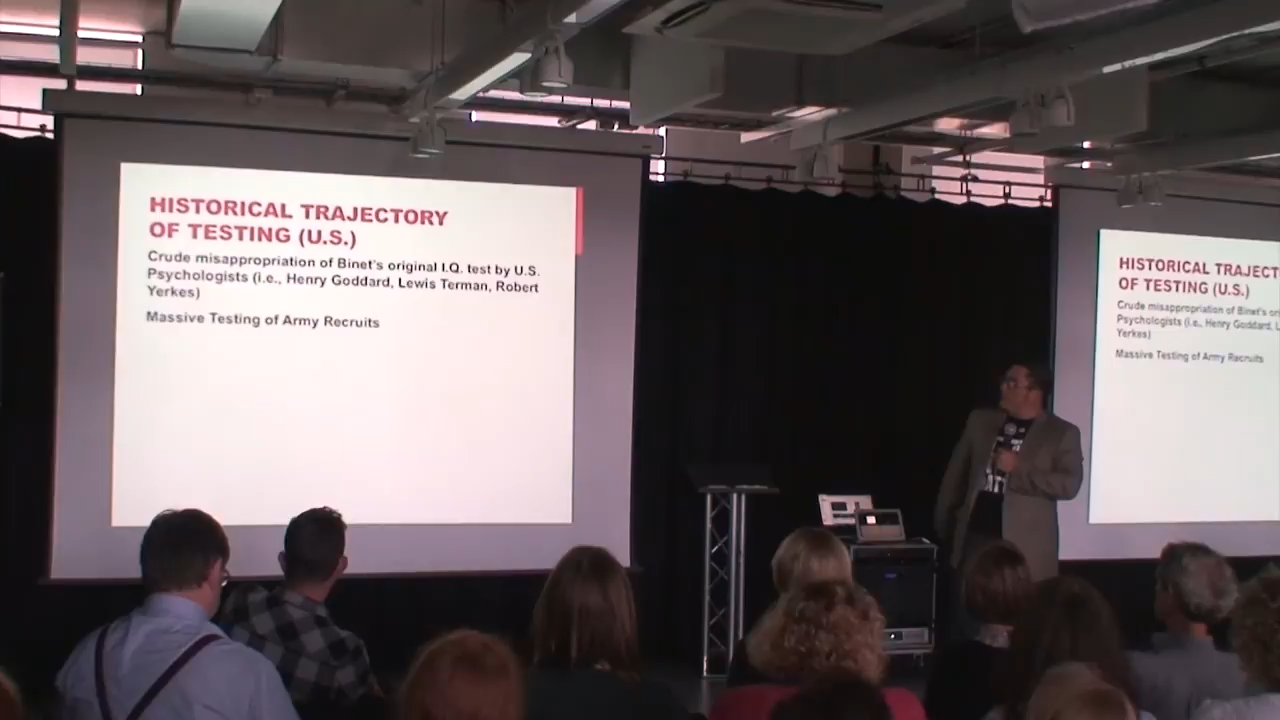 HISTORICAL TRAJECTORY
OF TESTING (U.S.)
Crude misappropriation of Binet's original I.Q. test by U.S.
Psychologists (i.e., Henry Goddard, Lewis Terman, Robert
Yerkes)
Massive Testing of Army Recruits
HISTORICAL TRAJECT
OF TESTING (U.S.)
Crude misappropriation of Binet's or
Psychologists (i.e., Henry Goddard, L
Yerkes)
Massive Testing of Army Recruits